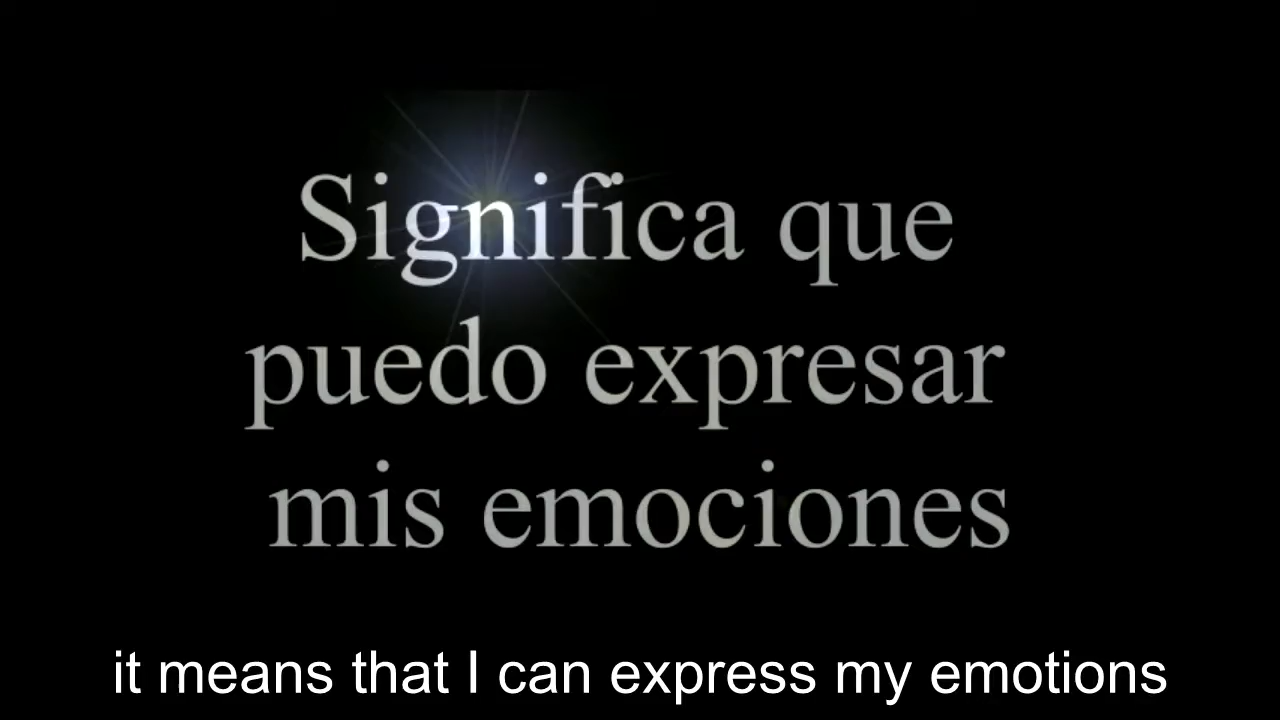 Significa que
puedo expresar
mis emociones
it means that I can express my emotions